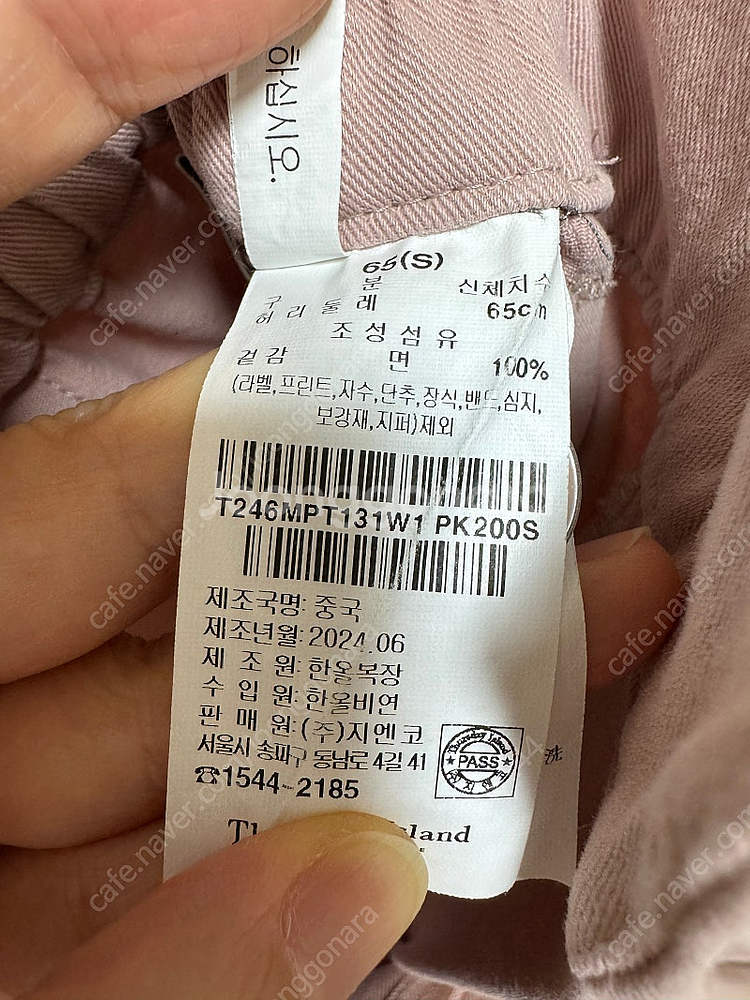 하십시오.
65(S)
구 분 신체치수
허리둘레 65cm
조성섬유
겉감 면 100%
(라벨,프린트,자수,단추,장식,밴드,심지,
보강재,지퍼)제외
T246MPT131W1 PK200S
제조국명: 중국
제조년월: 2024.06
제 조 원: 한올복장
수 입 원: 한올비연
판 매 원: (주)지엔코
서울시 송파구 동남로 4길 41
☎1544-2185
Thursday Island
PASS
cafe.naver.com